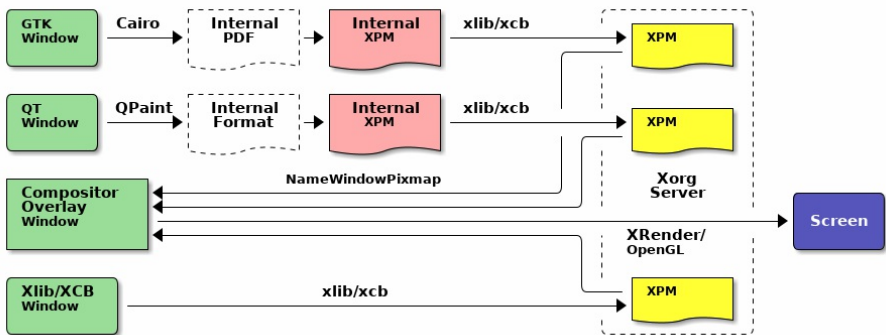 GTK
Window
Cairo
Internal
PDF
Internal
XPM
xlib/xcb
XPM
QT
Window
QPaint
Internal
Format
Internal
XPM
xlib/xcb
XPM
NameWindowPixmap
Compositor
Overlay
Window
Xorg
Server
Screen
XRender/
OpenGL
Xlib/XCB
Window
xlib/xcb
XPM